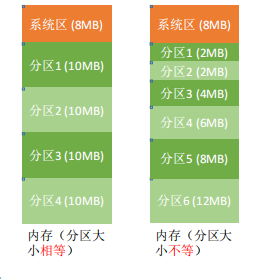 系统区 (8MB)
分区1 (10MB)
分区2 (10MB)
分区3 (10MB)
分区4 (10MB)
内存（分区大
小相等）
系统区 (8MB)
分区1 (2MB)
分区2 (2MB)
分区3 (4MB)
分区4 (6MB)
分区5 (8MB)
分区6 (12MB)
内存（分区大
小不等）